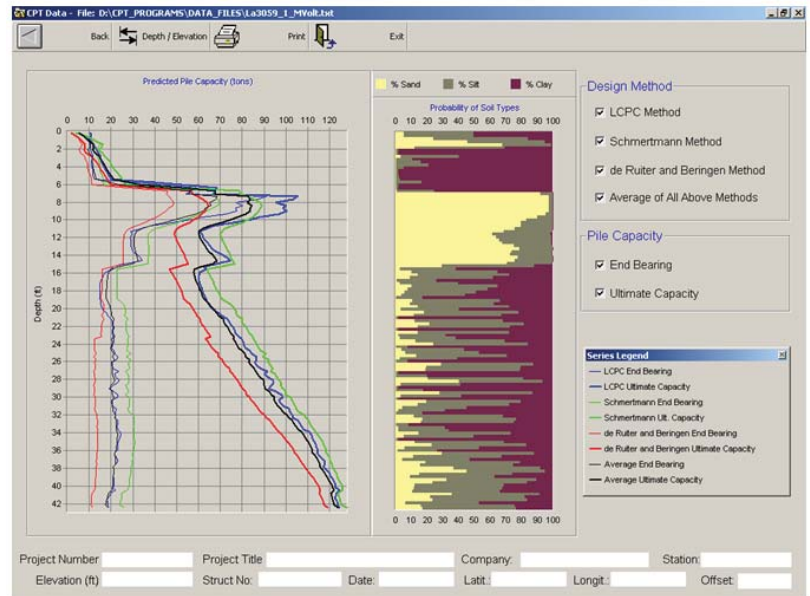 CPT Data - File: D:\CPT_PROGRAMS\DATA_FILES\La3059_1_MVolt.txt
Back Depth / Elevation Print Exit
Predicted Pile Capacity (tons)
0 10 20 30 40 50 60 70 80 90 100 110 120
0
2
4
6
8
10
12
14
16
18
20
22
24
26
28
30
32
34
36
38
40
42
Depth (ft)
% Sand % Silt % Clay
Probability of Soil Types
0 10 20 30 40 50 60 70 80 90 100
0 10 20 30 40 50 60 70 80 90 100
Design Method
LCPC Method
Schmertmann Method
de Ruiter and Beringen Method
Average of All Above Methods
Pile Capacity
End Bearing
Ultimate Capacity
Series Legend
LCPC End Bearing
LCPC Ultimate Capacity
Schmertmann End Bearing
Schmertmann Ult. Capacity
de Ruiter and Beringen End Bearing
de Ruiter and Beringen Ultimate Capacity
Average End Bearing
Average Ultimate Capacity
Project Number Project Title Company: Station:
Elevation (ft) Struct No: Date: Latit.: Longit.: Offset: